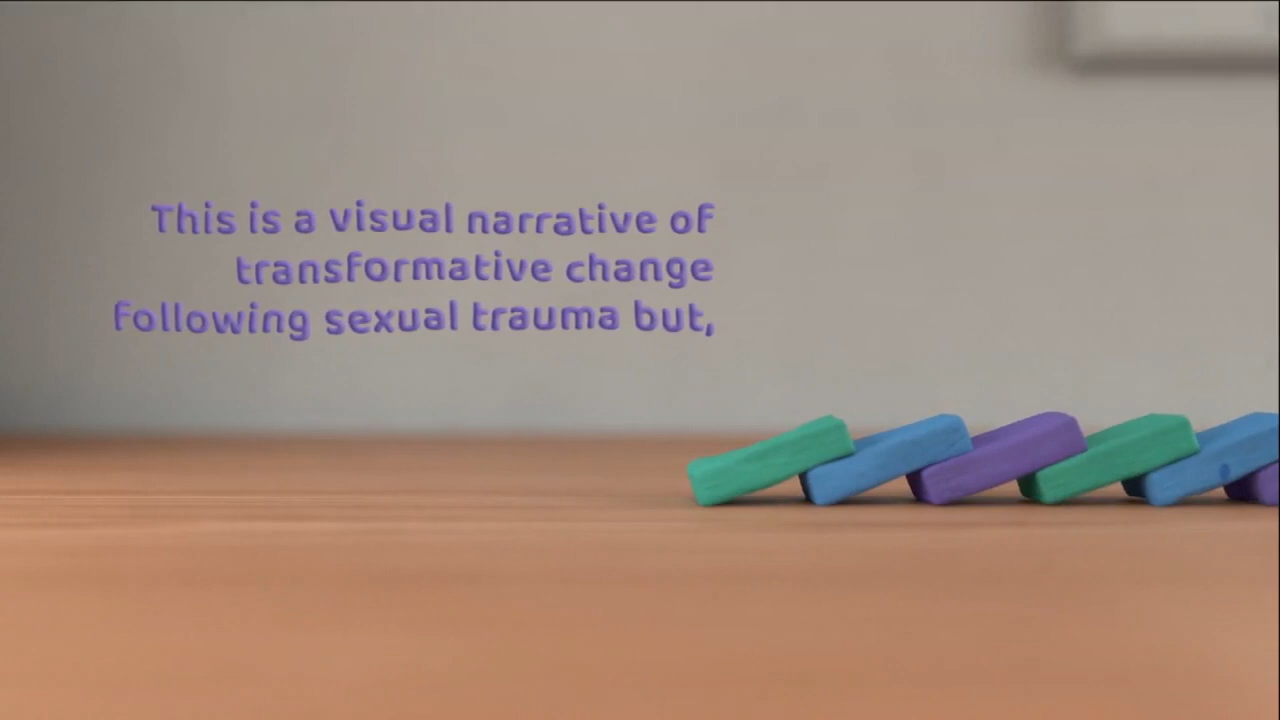 This is a visual narrative of
transformative change
following sexual trauma but,